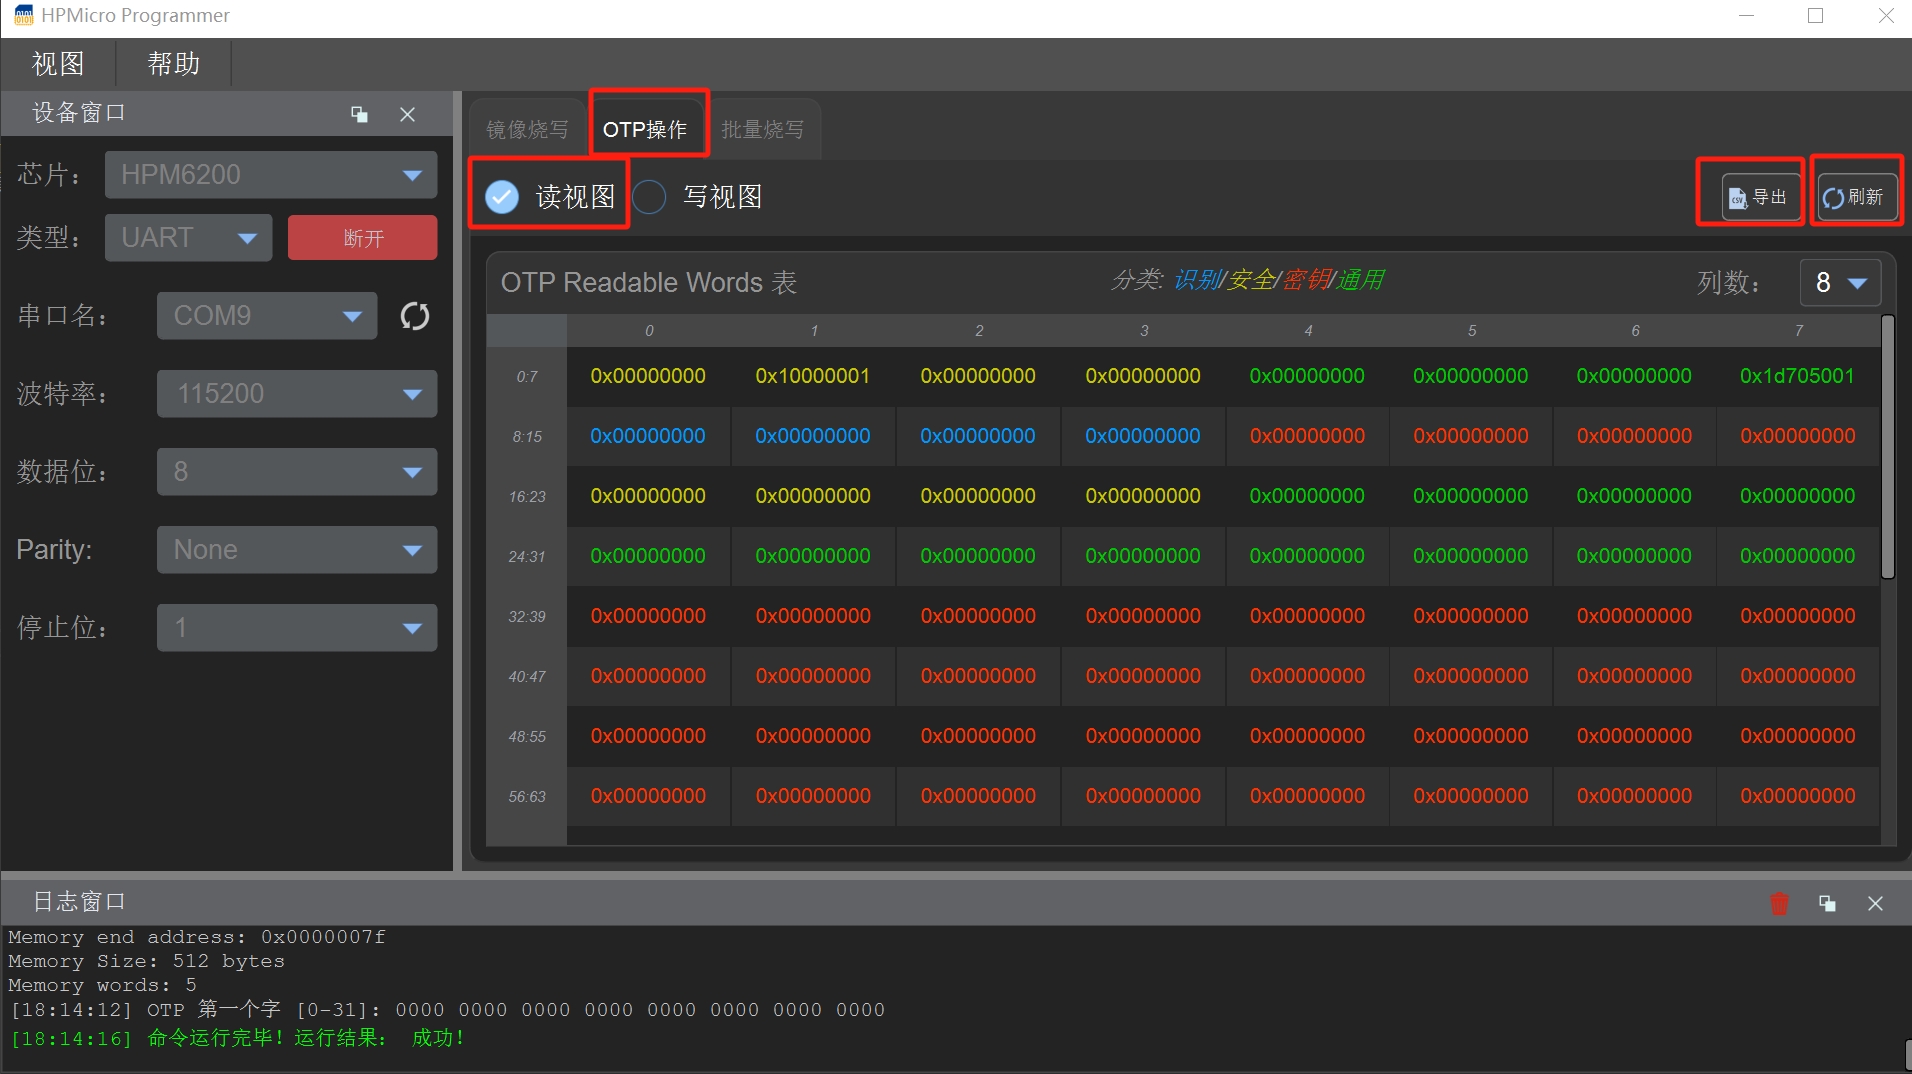 HPMicro Programmer
视图 帮助
设备窗口
芯片： HPM6200
类型： UART 断开
串口名： COM9
波特率： 115200
数据位： 8
Parity: None
停止位： 1
镜像烧写 OTP操作 批量烧写
读视图 写视图 CSV 导出 刷新
OTP Readable Words 表 分类: 识别/安全/密钥/通用 列数： 8
0 1 2 3 4 5 6 7
0:7 0x00000000 0x10000001 0x00000000 0x00000000 0x00000000 0x00000000 0x00000000 0x1d705001
8:15 0x00000000 0x00000000 0x00000000 0x00000000 0x00000000 0x00000000 0x00000000 0x00000000
16:23 0x00000000 0x00000000 0x00000000 0x00000000 0x00000000 0x00000000 0x00000000 0x00000000
24:31 0x00000000 0x00000000 0x00000000 0x00000000 0x00000000 0x00000000 0x00000000 0x00000000
32:39 0x00000000 0x00000000 0x00000000 0x00000000 0x00000000 0x00000000 0x00000000 0x00000000
40:47 0x00000000 0x00000000 0x00000000 0x00000000 0x00000000 0x00000000 0x00000000 0x00000000
48:55 0x00000000 0x00000000 0x00000000 0x00000000 0x00000000 0x00000000 0x00000000 0x00000000
56:63 0x00000000 0x00000000 0x00000000 0x00000000 0x00000000 0x00000000 0x00000000 0x00000000
日志窗口
Memory end address: 0x0000007f
Memory Size: 512 bytes
Memory words: 5
[18:14:12] OTP 第一个字 [0-31]: 0000 0000 0000 0000 0000 0000 0000 0000
[18:14:16] 命令运行完毕! 运行结果： 成功!